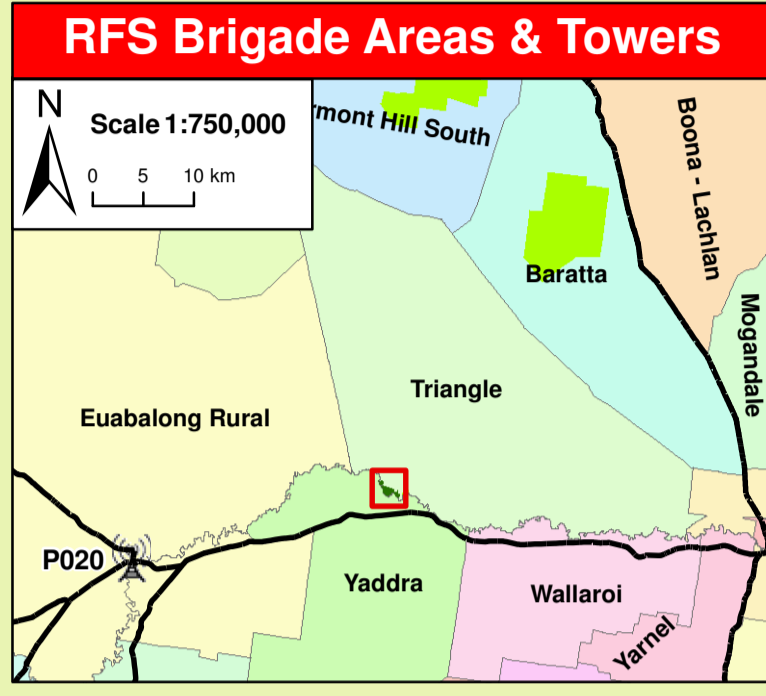 RFS Brigade Areas & Towers
N
Scale 1:750,000
0 5 10 km
rmont Hill South
Boona - Lachlan
Baratta
Mogandale
Triangle
Euabalong Rural
P020
Yaddra
Wallaroi
Yarnel